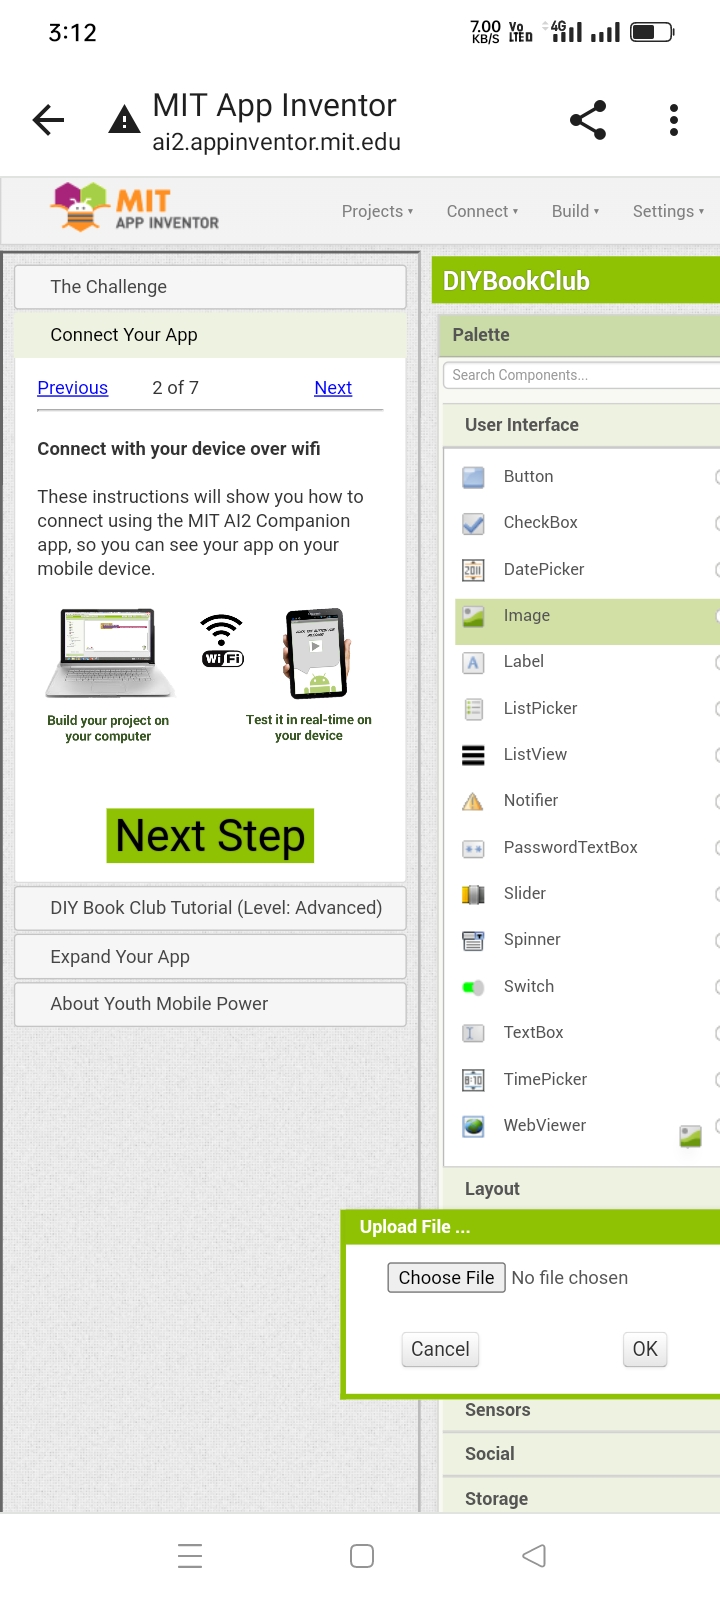 3:12
7.00 KB/S
Vo LTE D
4G
MIT App Inventor
ai2.appinventor.mit.edu
MIT
APP INVENTOR
Projects
Connect
Build
Settings
The Challenge
Connect Your App
Previous
2 of 7
Next
Connect with your device over wifi
These instructions will show you how to
connect using the MIT AI2 Companion
app, so you can see your app on your
mobile device.
Wi Fi
Build your project on
your computer
Test it in real-time on
your device
Next Step
DIY Book Club Tutorial (Level: Advanced)
Expand Your App
About Youth Mobile Power
DIYBookClub
Palette
Search Components...
User Interface
Button
CheckBox
DatePicker
Image
Label
ListPicker
ListView
Notifier
PasswordTextBox
Slider
Spinner
Switch
TextBox
TimePicker
WebViewer
Layout
Upload File ...
Choose File
No file chosen
Cancel
OK
Sensors
Social
Storage